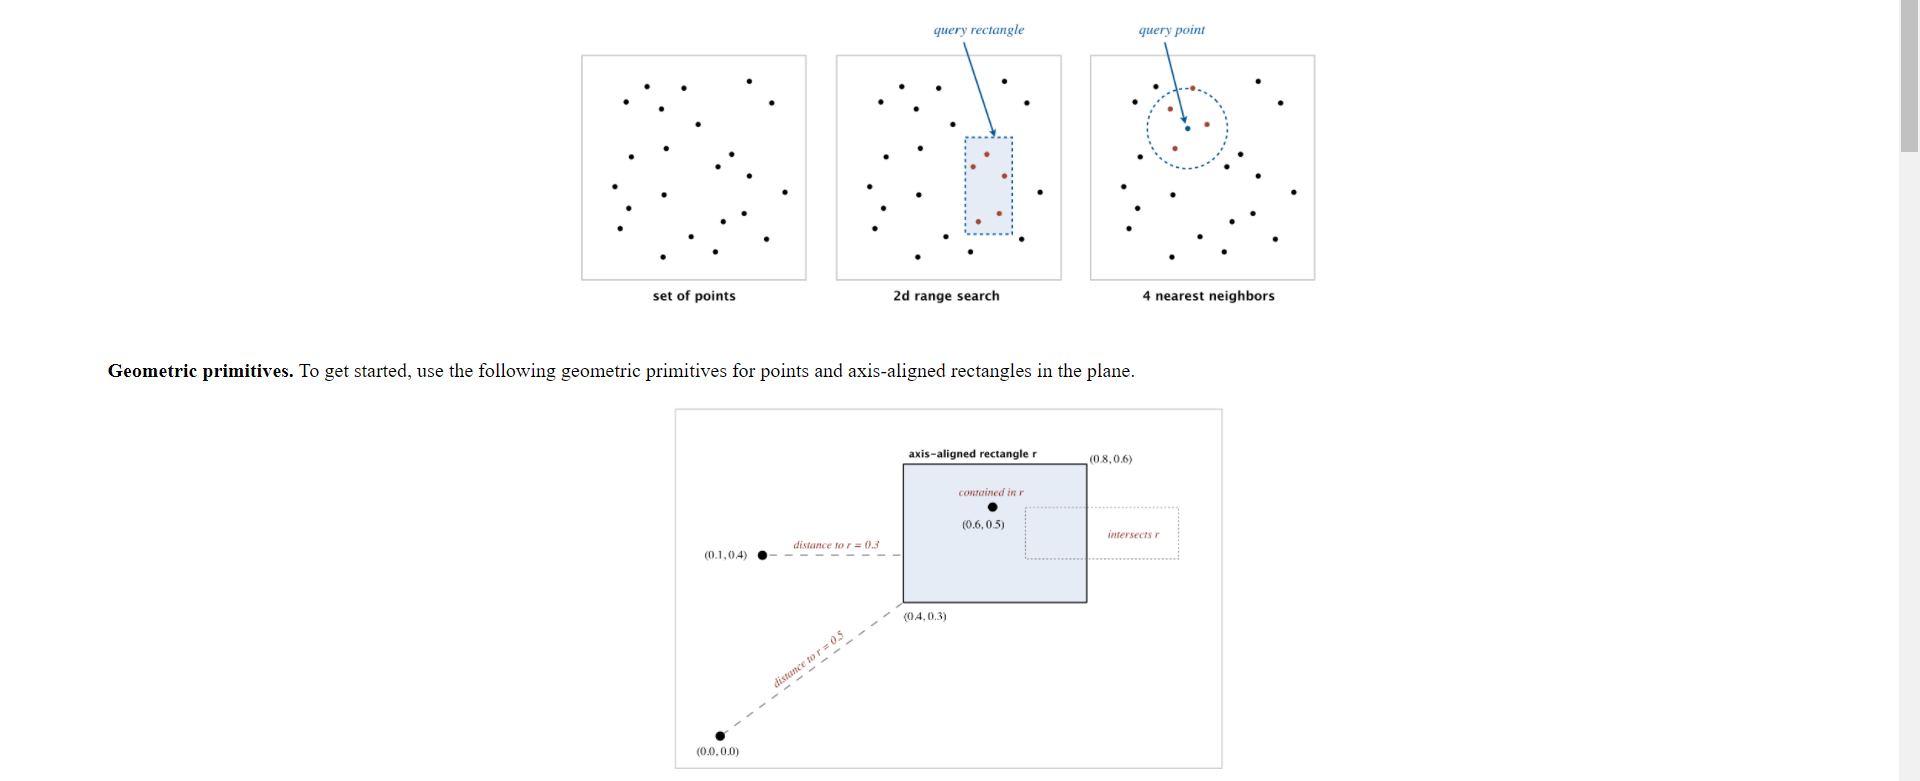 query rectangle
query point
set of points
2d range search
4 nearest neighbors
Geometric primitives. To get started, use the following geometric primitives for points and axis-aligned rectangles in the plane.
axis-aligned rectangle r
(0.8, 0.6)
contained in r
(0.6, 0.5)
intersects r
distance to r = 0.3
(0.1, 0.4)
(0.4, 0.3)
distance to r = 0.5
(0.0, 0.0)